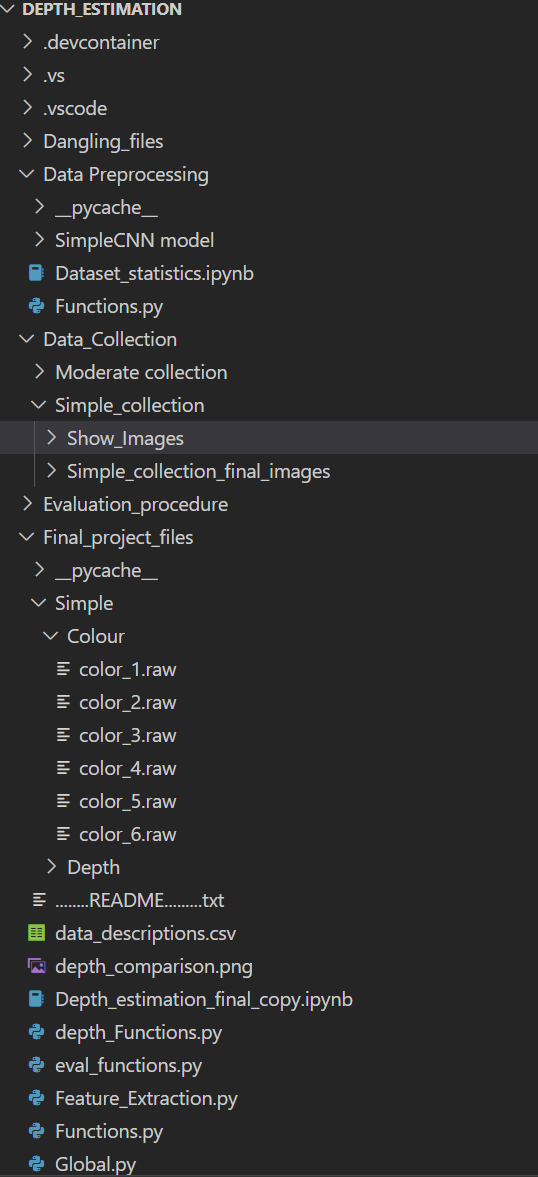 DEPTH_ESTIMATION
.devcontainer
.vs
.vscode
Dangling_files
Data Preprocessing
__pycache__
SimpleCNN model
Dataset_statistics.ipynb
Functions.py
Data_Collection
Moderate collection
Simple_collection
Show_Images
Simple_collection_final_images
Evaluation_procedure
Final_project_files
__pycache__
Simple
Colour
color_1.raw
color_2.raw
color_3.raw
color_4.raw
color_5.raw
color_6.raw
Depth
........README.........txt
data_descriptions.csv
depth_comparison.png
Depth_estimation_final_copy.ipynb
depth_Functions.py
eval_functions.py
Feature_Extraction.py
Functions.py
Global.py